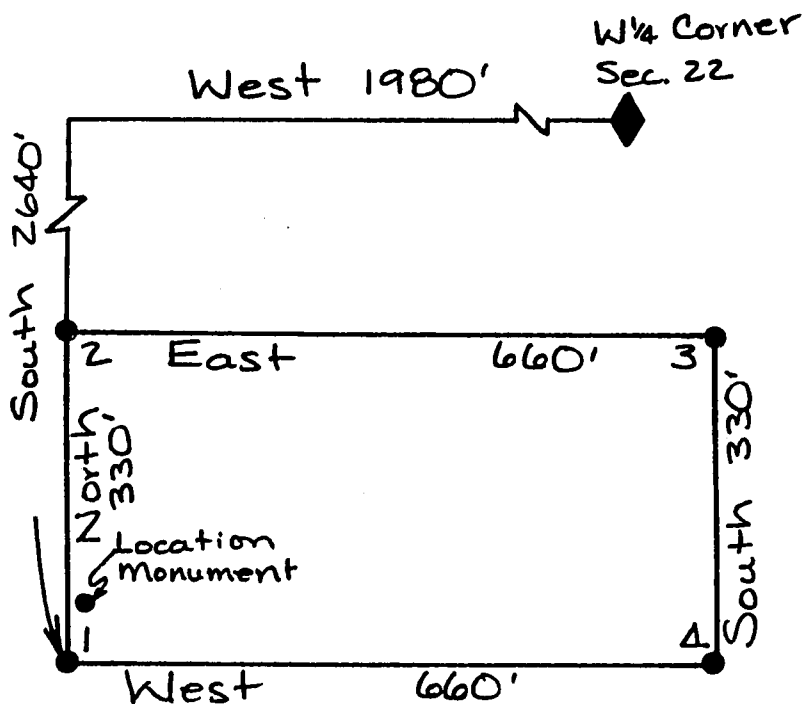 W¼ Corner
Sec. 22
West 1980'
South 2640'
2 East 660' 3
North
330'
South 330'
Location
Monument
1
4
West 660'